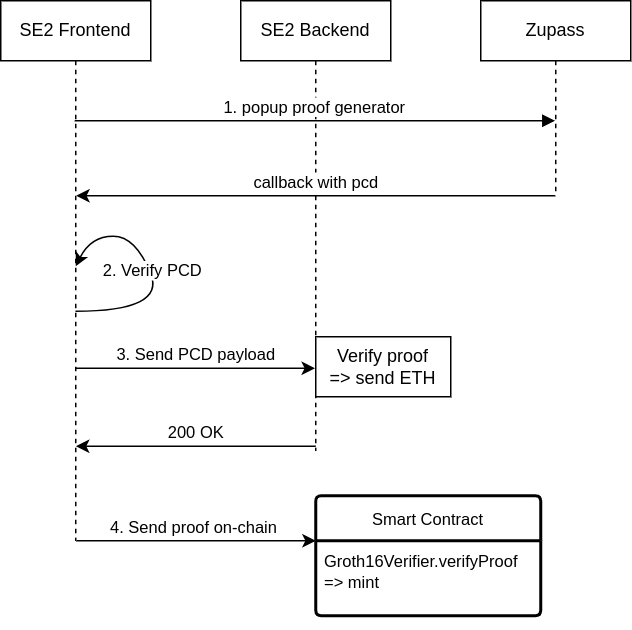 SE2 Frontend
SE2 Backend
Zupass
1. popup proof generator
callback with pcd
2. Verify PCD
3. Send PCD payload
Verify proof
=> send ETH
200 OK
4. Send proof on-chain
Smart Contract
Groth16Verifier.verifyProof
=> mint